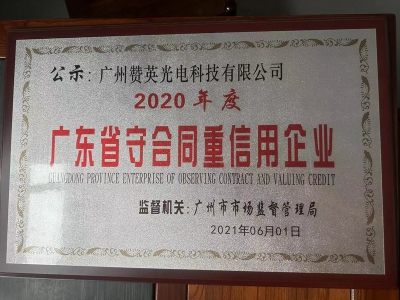 公示：广州赞英光电科技有限公司
2020年度
广东省守合同重信用企业
GUANGDONG PROVINCE ENTERPRISE OF OBSERVING CONTRACT AND VALUING CREDIT
监督机关：广州市市场监督管理局
2021年06月01日